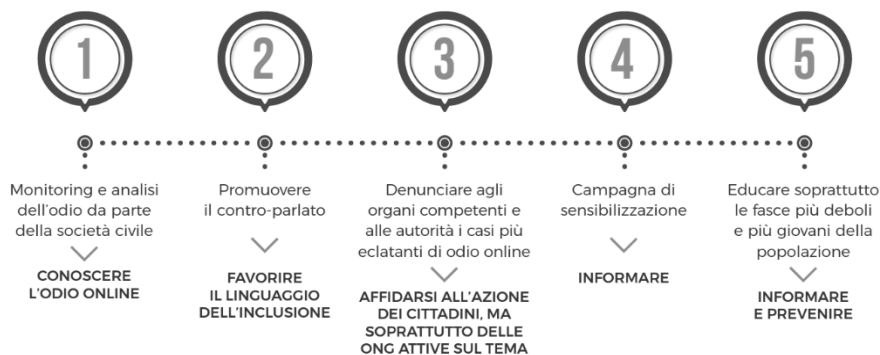 1
Monitoring e analisi
dell'odio da parte
della società civile
CONOSCERE
L'ODIO ONLINE
2
Promuovere
il contro-parlato
FAVORIRE
IL LINGUAGGIO
DELL'INCLUSIONE
3
Denunciare agli
organi competenti e
alle autorità i casi più
eclatanti di odio online
AFFIDARSI ALL'AZIONE
DEI CITTADINI, MA
SOPRATTUTTO DELLE
ONG ATTIVE SUL TEMA
4
Campagna di
sensibilizzazione
INFORMARE
5
Educare soprattutto
le fasce più deboli
e più giovani della
popolazione
INFORMARE
E PREVENIRE